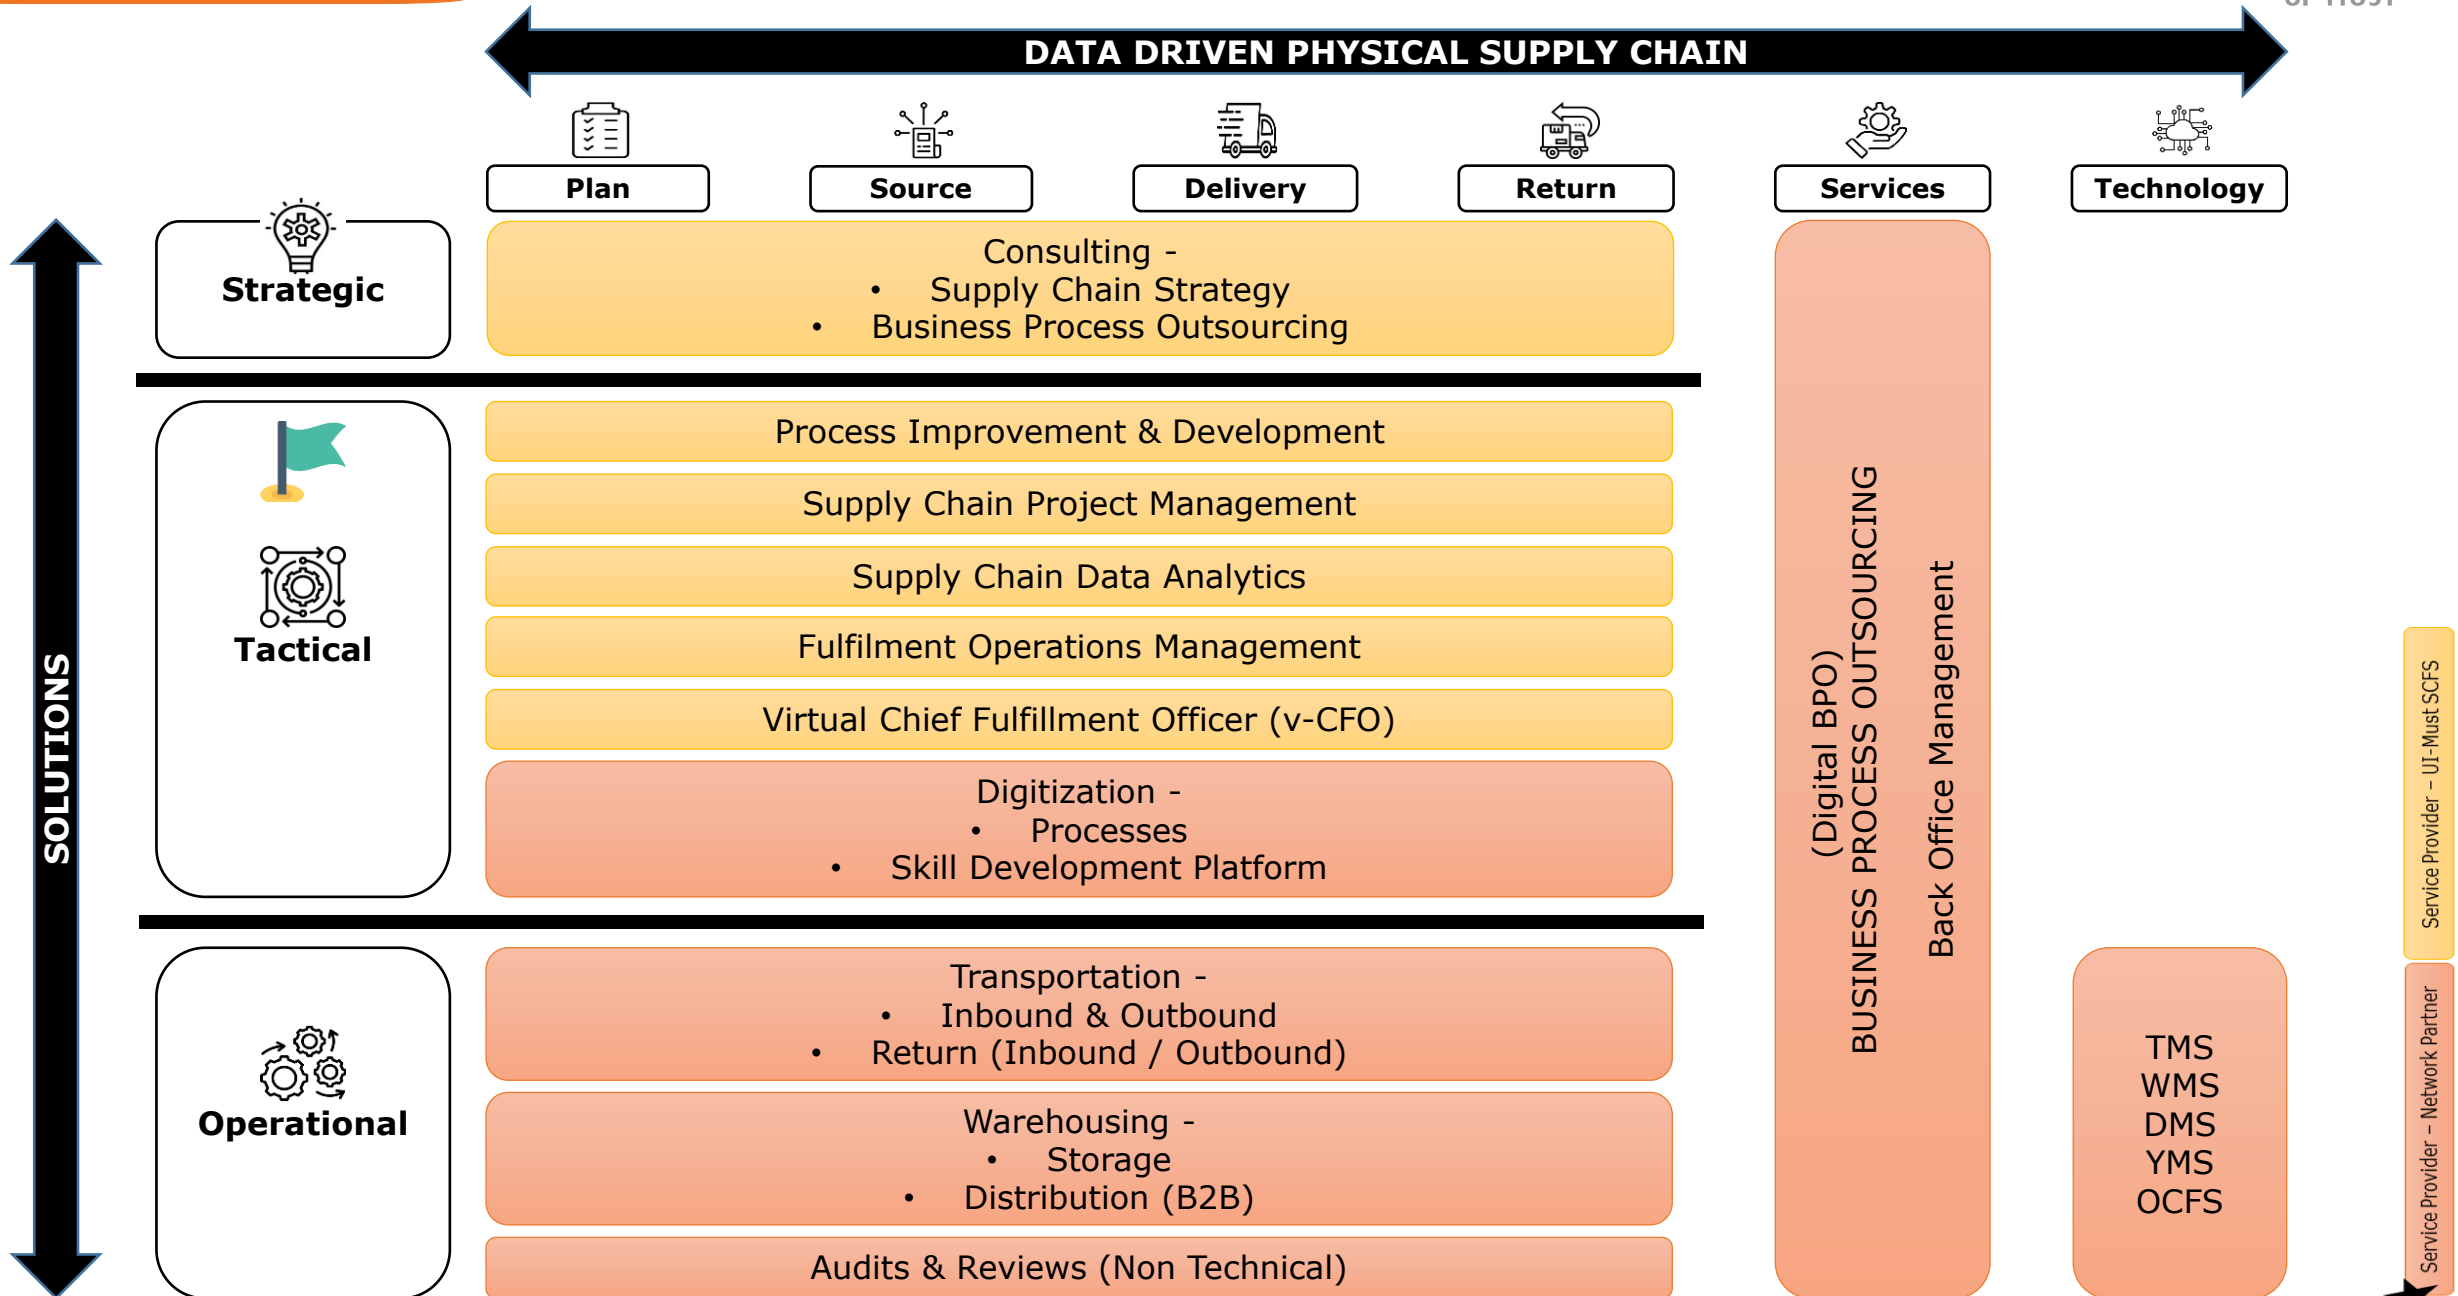 DATA DRIVEN PHYSICAL SUPPLY CHAIN
Plan
Source
Delivery
Return
Services
Technology
SOLUTIONS
Strategic
Consulting -
• Supply Chain Strategy
• Business Process Outsourcing
Tactical
Process Improvement & Development
Supply Chain Project Management
Supply Chain Data Analytics
Fulfilment Operations Management
Virtual Chief Fulfillment Officer (v-CFO)
Digitization -
• Processes
• Skill Development Platform
Operational
Transportation -
• Inbound & Outbound
• Return (Inbound / Outbound)
Warehousing -
• Storage
• Distribution (B2B)
Audits & Reviews (Non Technical)
(Digital BPO)
BUSINESS PROCESS OUTSOURCING
Back Office Management
TMS
WMS
DMS
YMS
OCFS
Service Provider – UI-Must SCFS
Service Provider – Network Partner